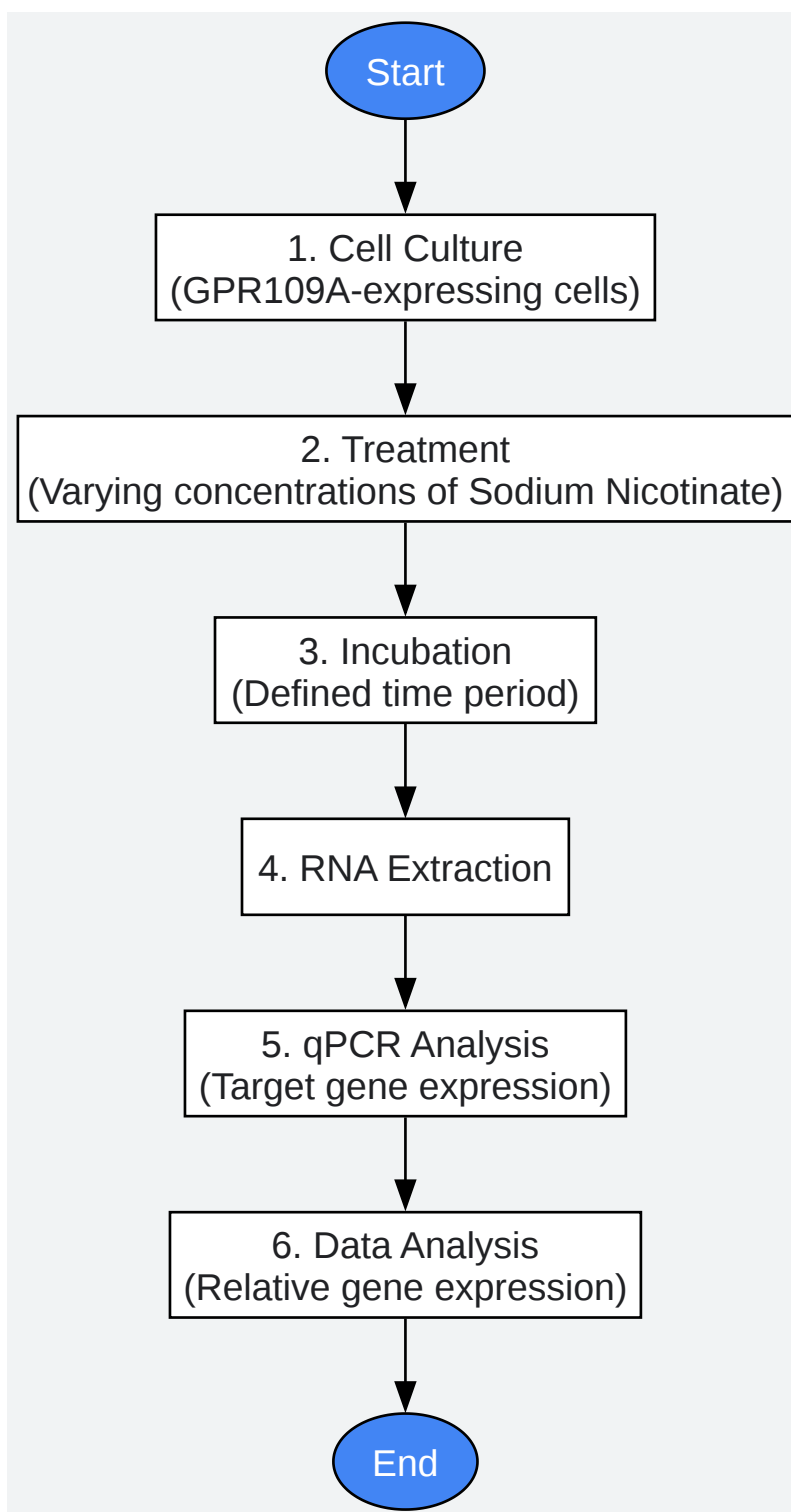 Start
1. Cell Culture
(GPR109A-expressing cells)
2. Treatment
(Varying concentrations of Sodium Nicotinate)
3. Incubation
(Defined time period)
4. RNA Extraction
5. qPCR Analysis
(Target gene expression)
6. Data Analysis
(Relative gene expression)
End